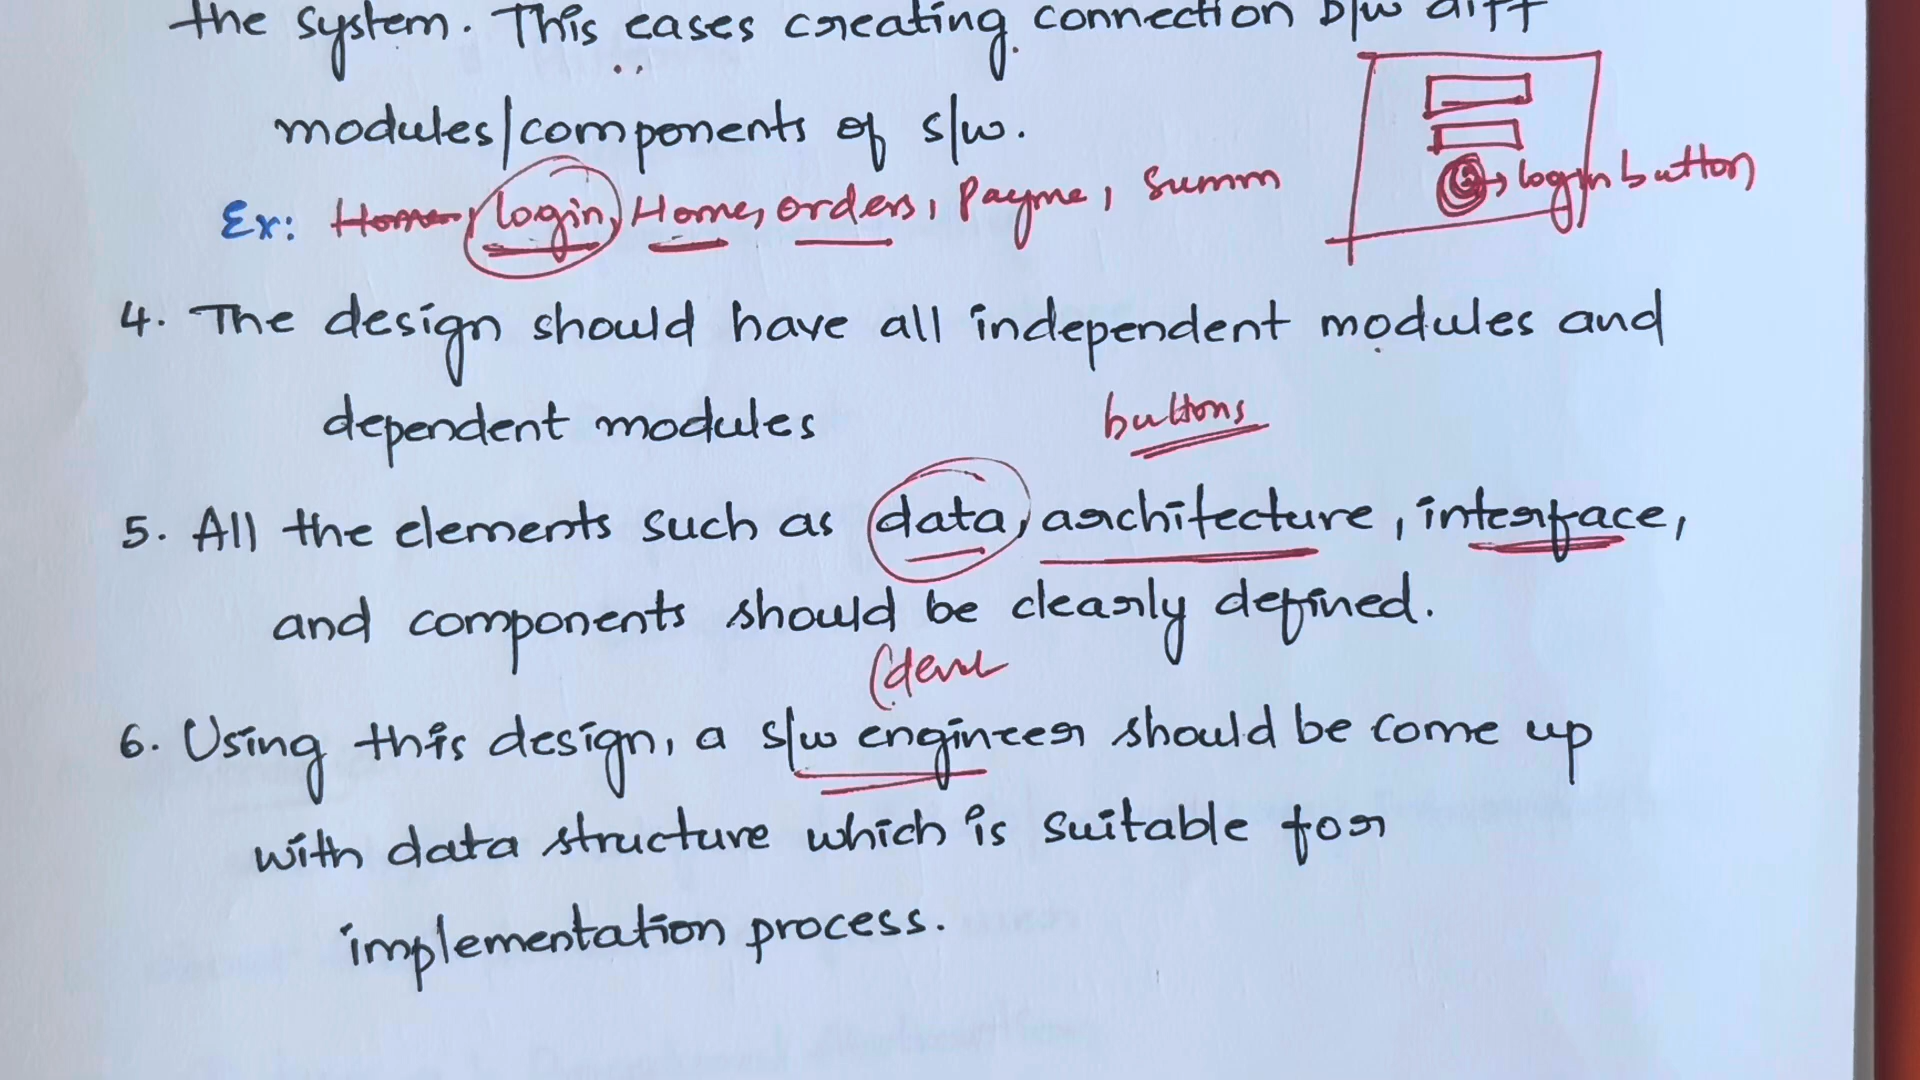 the system. This eases creating connection b/w diff
modules/components of s/w.
Ex: Home, login, Home, orders, Payme, Summ
login button
4. The design should have all independent modules and
dependent modules
buttons
5. All the elements such as data, architecture, interface,
and components should be clearly defined.
6. Using this design, a s/w engineer should be come up
with data structure which is suitable for
implementation process.